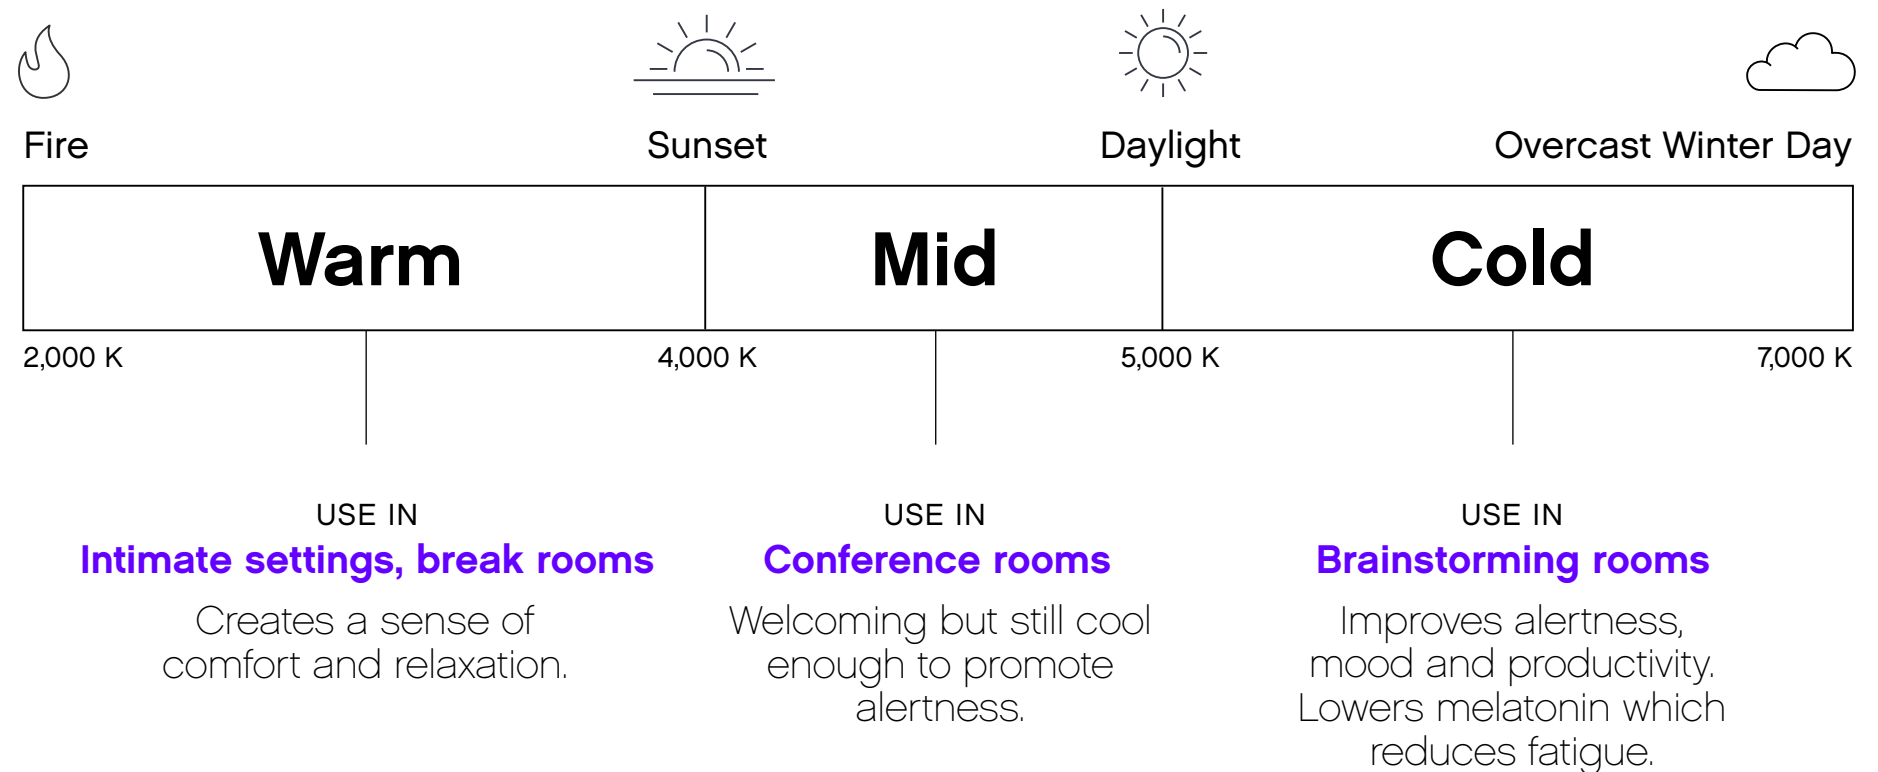 Fire
Sunset
Daylight
Overcast Winter Day
Warm
Mid
Cold
2,000 K
4,000 K
5,000 K
7,000 K
USE IN
Intimate settings, break rooms
Creates a sense of
comfort and relaxation.
USE IN
Conference rooms
Welcoming but still cool
enough to promote
alertness.
USE IN
Brainstorming rooms
Improves alertness,
mood and productivity.
Lowers melatonin which
reduces fatigue.